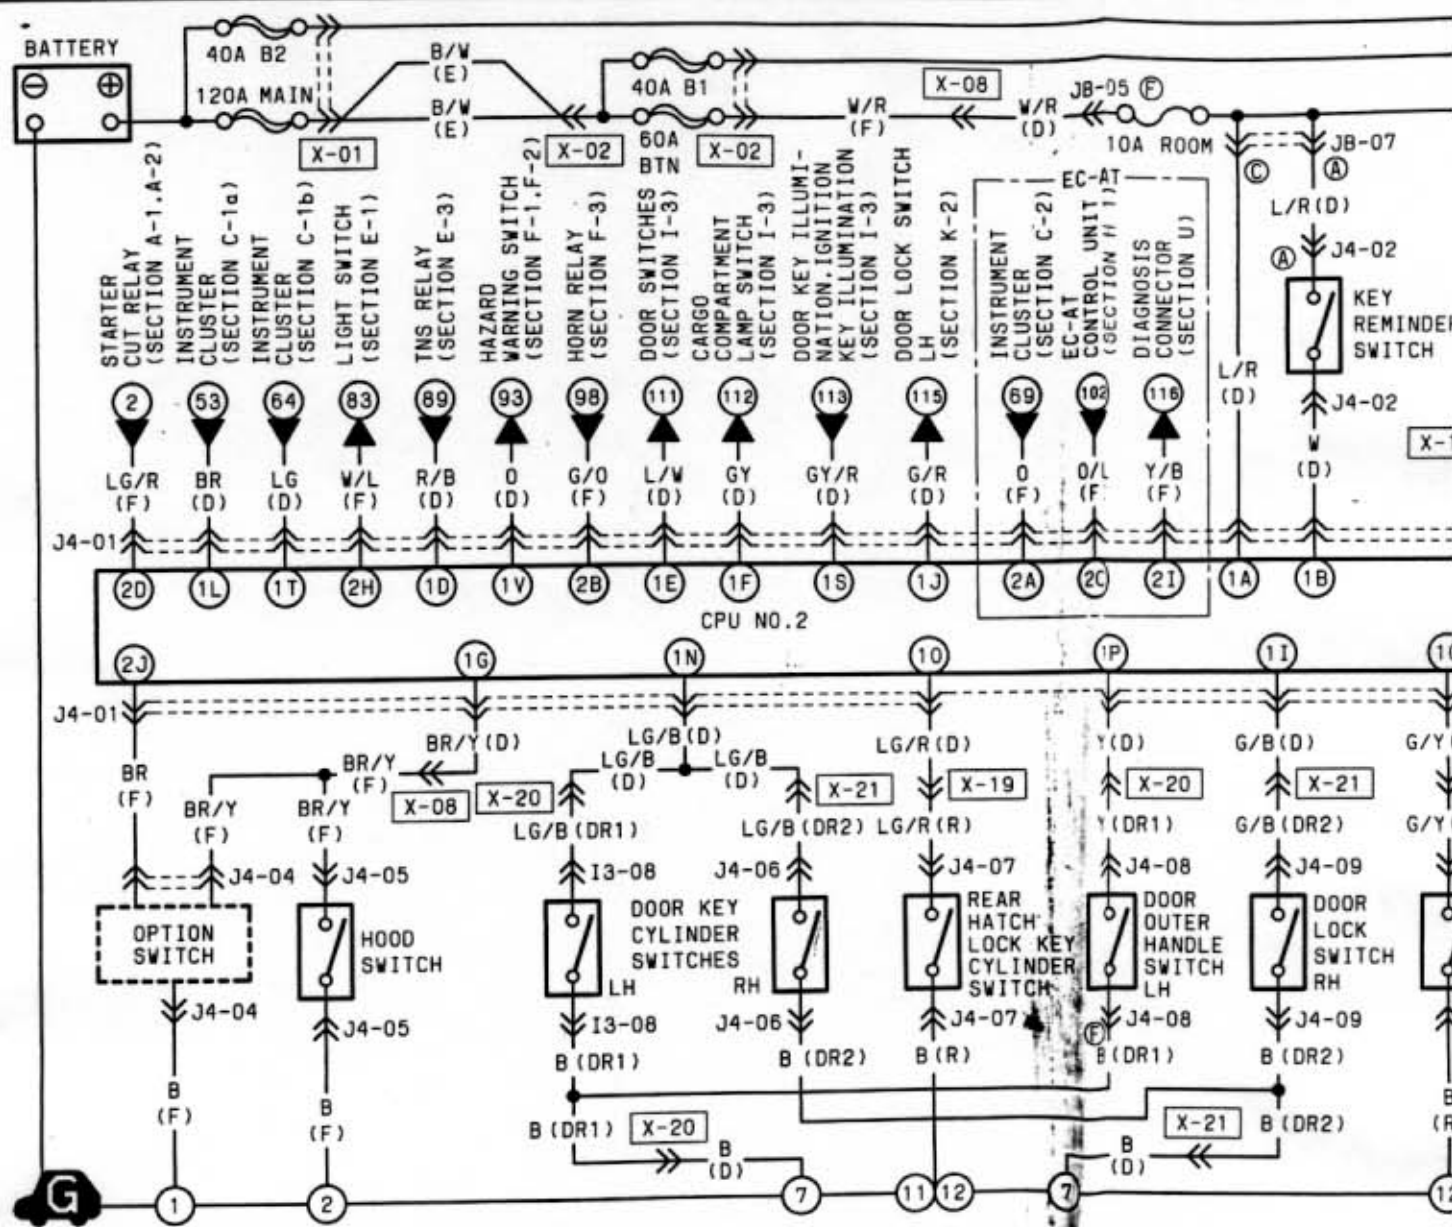 BATTERY
40A B2
120A MAIN
B/W
(E)
B/W
(E)
X-01
X-02
40A B1
60A
BTN
X-02
W/R
(F)
X-08
W/R
(D)
JB-05 F
10A ROOM
JB-07
C
A
L/R(D)
J4-02
A
KEY
REMINDER
SWITCH
J4-02
W
(D)
L/R
(D)
STARTER
CUT RELAY
(SECTION A-1.A-2)
INSTRUMENT
CLUSTER
(SECTION C-1a)
INSTRUMENT
CLUSTER
(SECTION C-1b)
LIGHT SWITCH
(SECTION E-1)
TNS RELAY
(SECTION E-3)
HAZARD
WARNING SWITCH
(SECTION F-1.F-2)
HORN RELAY
(SECTION F-3)
DOOR SWITCHES
(SECTION I-3)
CARGO
COMPARTMENT
LAMP SWITCH
(SECTION I-3)
DOOR KEY ILLUMI-
NATION.IGNITION
KEY ILLUMINATION
(SECTION I-3)
DOOR LOCK SWITCH
LH
(SECTION K-2)
EC-AT
INSTRUMENT
CLUSTER
(SECTION C-2)
EC-AT
CONTROL UNIT
DIAGNOSIS
CONNECTOR
(SECTION U)
2 53 64 83 89 93 98 111 112 113 115 69 102 116
LG/R BR LG W/L R/B O G/O L/W GY GY/R G/R O O/L Y/B
(F) (D) (D) (F) (D) (D) (F) (D) (D) (D) (D) (F) (F (F)
J4-01
2D 1L 1T 2H 1D 1V 2B 1E 1F 1S 1J 2A 2C 2I 1A 1B
CPU NO.2
2J 1G 1N 1O 1P 1I
J4-01
BR
(F)
BR/Y(D)
BR/Y
(F)
X-08
BR/Y
(F)
BR/Y
(F)
J4-04
J4-05
OPTION
SWITCH
HOOD
SWITCH
J4-04
J4-05
B
(F)
B
(F)
LG/B(D)
LG/B
(D)
LG/B
(D)
X-20
X-21
LG/B(DR1)
LG/B(DR2)
I3-08
J4-06
DOOR KEY
CYLINDER
SWITCHES
LH
RH
I3-08
J4-06
B(DR1)
B(DR2)
B(DR1)
X-20
B
(D)
LG/R(D)
X-19
LG/R(R)
J4-07
REAR
HATCH
LOCK KEY
CYLINDER
SWITCH
J4-07
B(R)
Y(D)
X-20
Y(DR1)
J4-08
DOOR
OUTER
HANDLE
SWITCH
LH
J4-08
F
B(DR1)
G/B(D)
X-21
G/B(DR2)
J4-09
DOOR
LOCK
SWITCH
RH
J4-09
B(DR2)
B(DR2)
X-21
B
(D)
G/Y
G/Y
B
G 1 2 7 11 12 7